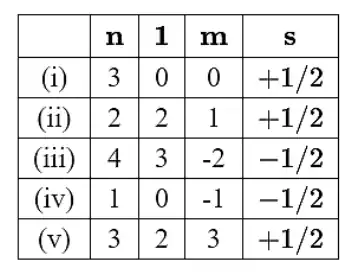 n 1 m s
(i) 3 0 0 +1/2
(ii) 2 2 1 +1/2
(iii) 4 3 -2 −1/2
(iv) 1 0 -1 −1/2
(v) 3 2 3 +1/2